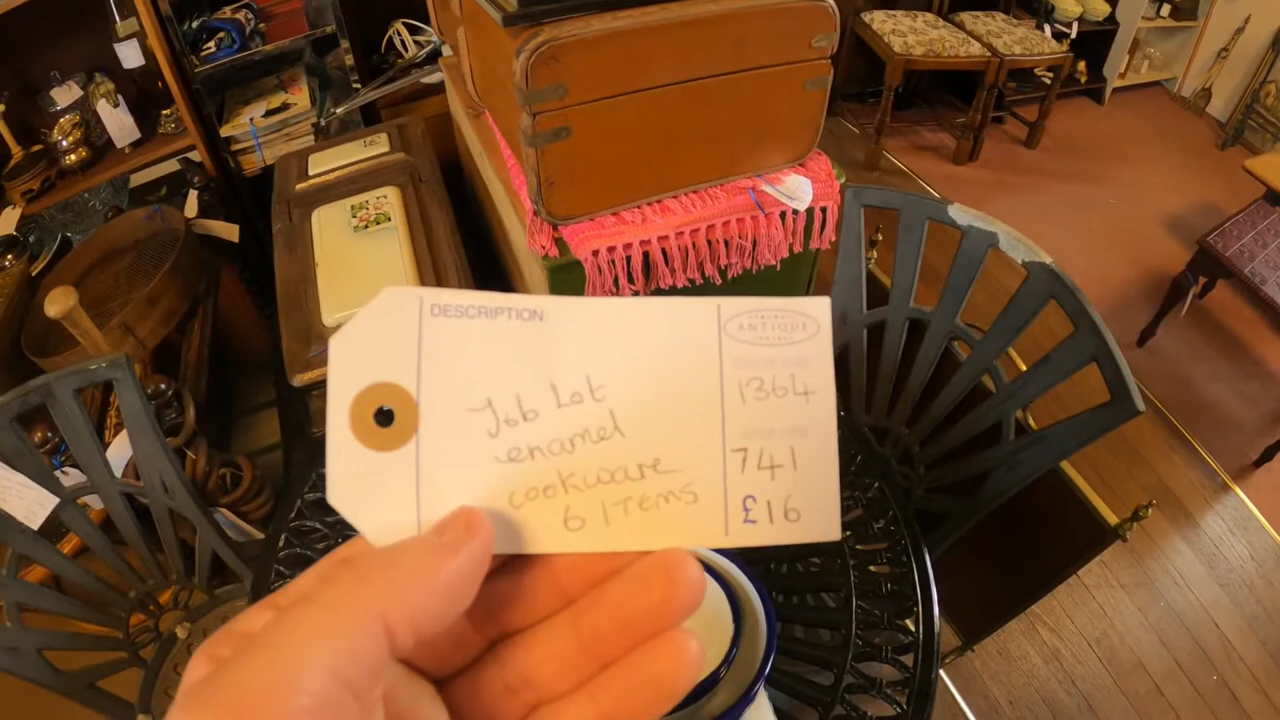 DESCRIPTION:
Job Lot
enamel
cookware
6 ITEMS
ANTIQUE
1364
741
£16